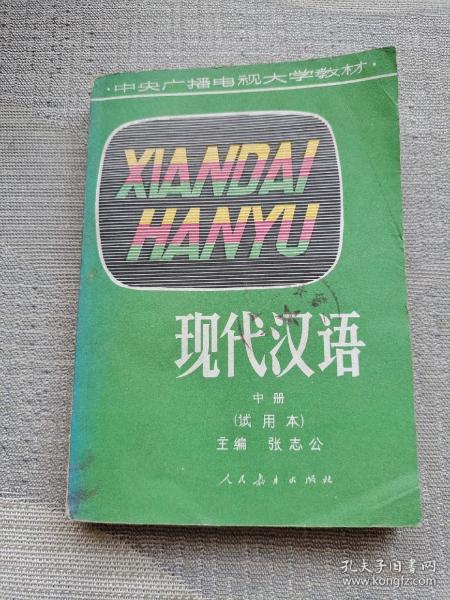 ·中央广播电视大学教材·
XIANDAI
HANYU
现代汉语
中册
(试用本)
主编 张志公
人民教育出版社
孔夫子旧书网
www.kongfz.com